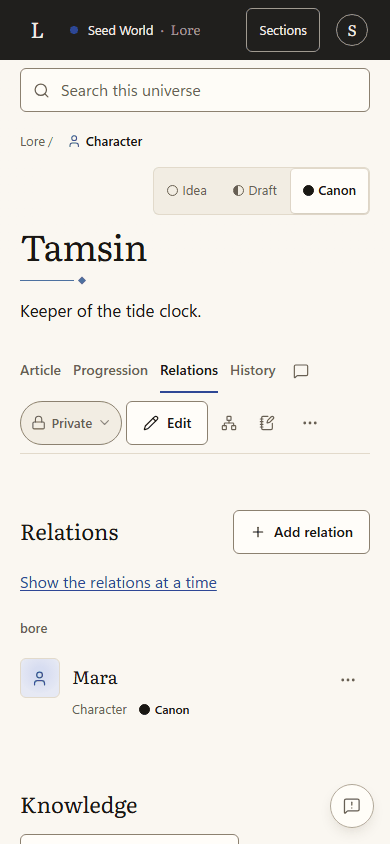 L Seed World · Lore Sections S
Search this universe
Lore / Character
Idea Draft Canon
Tamsin
Keeper of the tide clock.
Article Progression Relations History
Private Edit
Relations Add relation
Show the relations at a time
bore
Mara
Character Canon
Knowledge